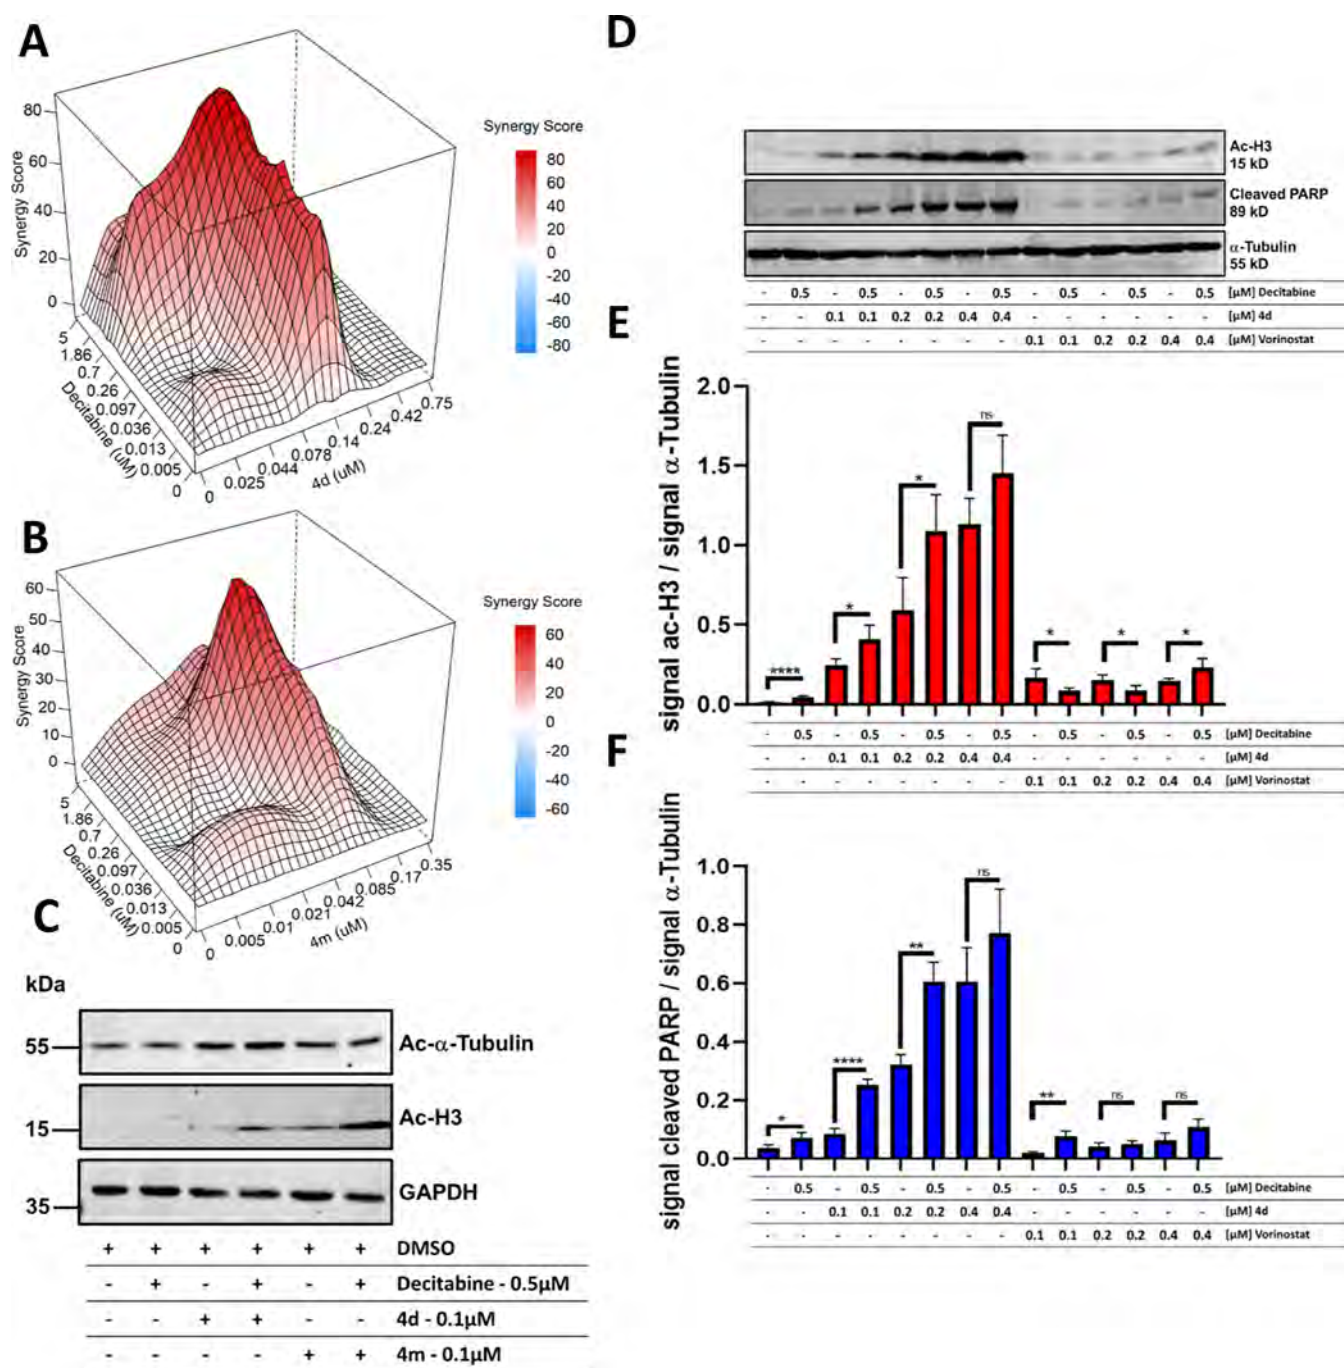 A
Synergy Score
80
60
40
20
0
5
1.86
0.7
0.26
0.097
0.036
0.013
0.005
0
Decitabine (uM)
0
0.025
0.044
0.078
0.14
0.24
0.42
0.75
4d (uM)
Synergy Score
80
60
40
20
0
-20
-40
-60
-80
B
Synergy Score
60
50
40
30
20
10
0
5
1.86
0.7
0.26
0.097
0.036
0.013
0.005
0
Decitabine (uM)
0
0.005
0.01
0.021
0.042
0.085
0.17
0.35
4m (uM)
Synergy Score
60
40
20
0
-20
-40
-60
C
kDa
55
Ac-α-Tubulin
15
Ac-H3
35
GAPDH
+ + + + + + DMSO
- + - + - + Decitabine - 0.5μM
- - + + - - 4d - 0.1μM
- - - - + + 4m - 0.1μM
D
Ac-H3
15 kD
Cleaved PARP
89 kD
α-Tubulin
55 kD
- 0.5 - 0.5 - 0.5 - 0.5 - 0.5 - 0.5 - 0.5 [μM] Decitabine
- - 0.1 0.1 0.2 0.2 0.4 0.4 - - - - - - [μM] 4d
- - - - - - - - 0.1 0.1 0.2 0.2 0.4 0.4 [μM] Vorinostat
E
signal ac-H3 / signal α-Tubulin
2.0
1.5
1.0
0.5
0.0
**** * * ns * * *
- 0.5 - 0.5 - 0.5 - 0.5 - 0.5 - 0.5 - 0.5 [μM] Decitabine
- - 0.1 0.1 0.2 0.2 0.4 0.4 - - - - - - [μM] 4d
- - - - - - - - 0.1 0.1 0.2 0.2 0.4 0.4 [μM] Vorinostat
F
signal cleaved PARP / signal α-Tubulin
1.0
0.8
0.6
0.4
0.2
0.0
* **** ** ns ** ns ns
- 0.5 - 0.5 - 0.5 - 0.5 - 0.5 - 0.5 - 0.5 [μM] Decitabine
- - 0.1 0.1 0.2 0.2 0.4 0.4 - - - - - - [μM] 4d
- - - - - - - - 0.1 0.1 0.2 0.2 0.4 0.4 [μM] Vorinostat